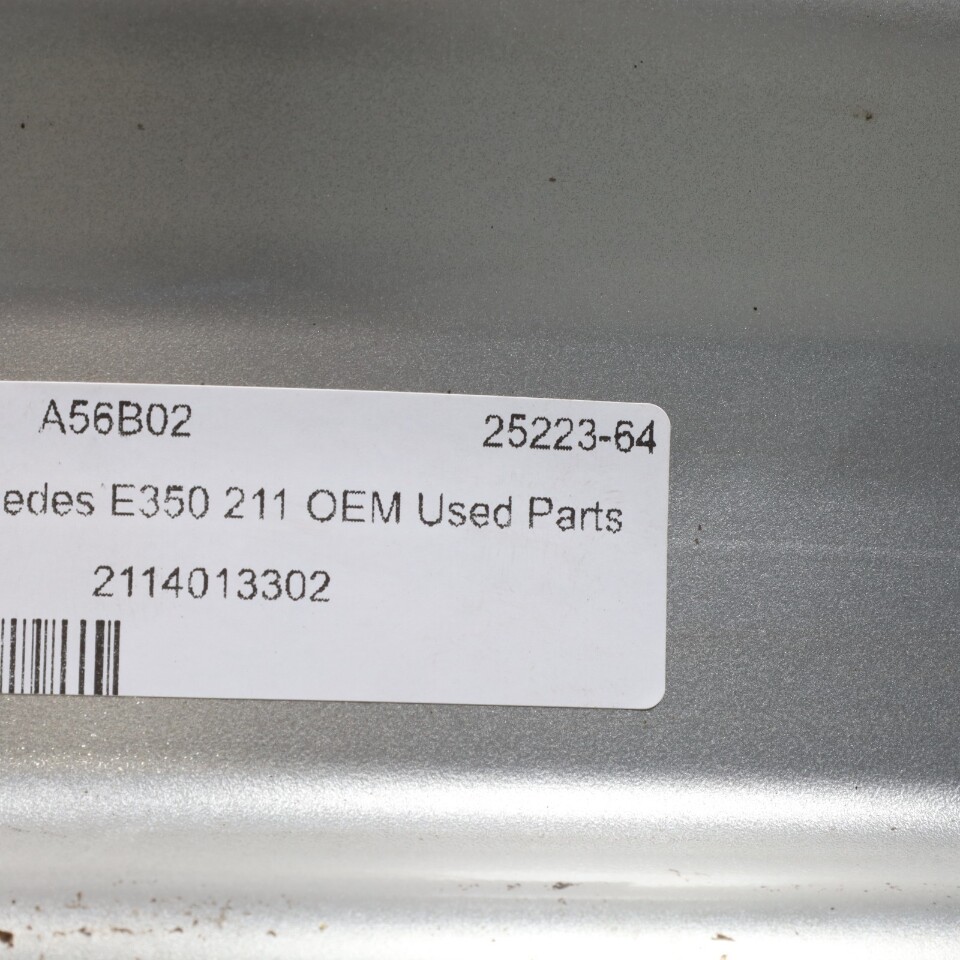 A56B02 25223-64
edes E350 211 OEM Used Parts
2114013302